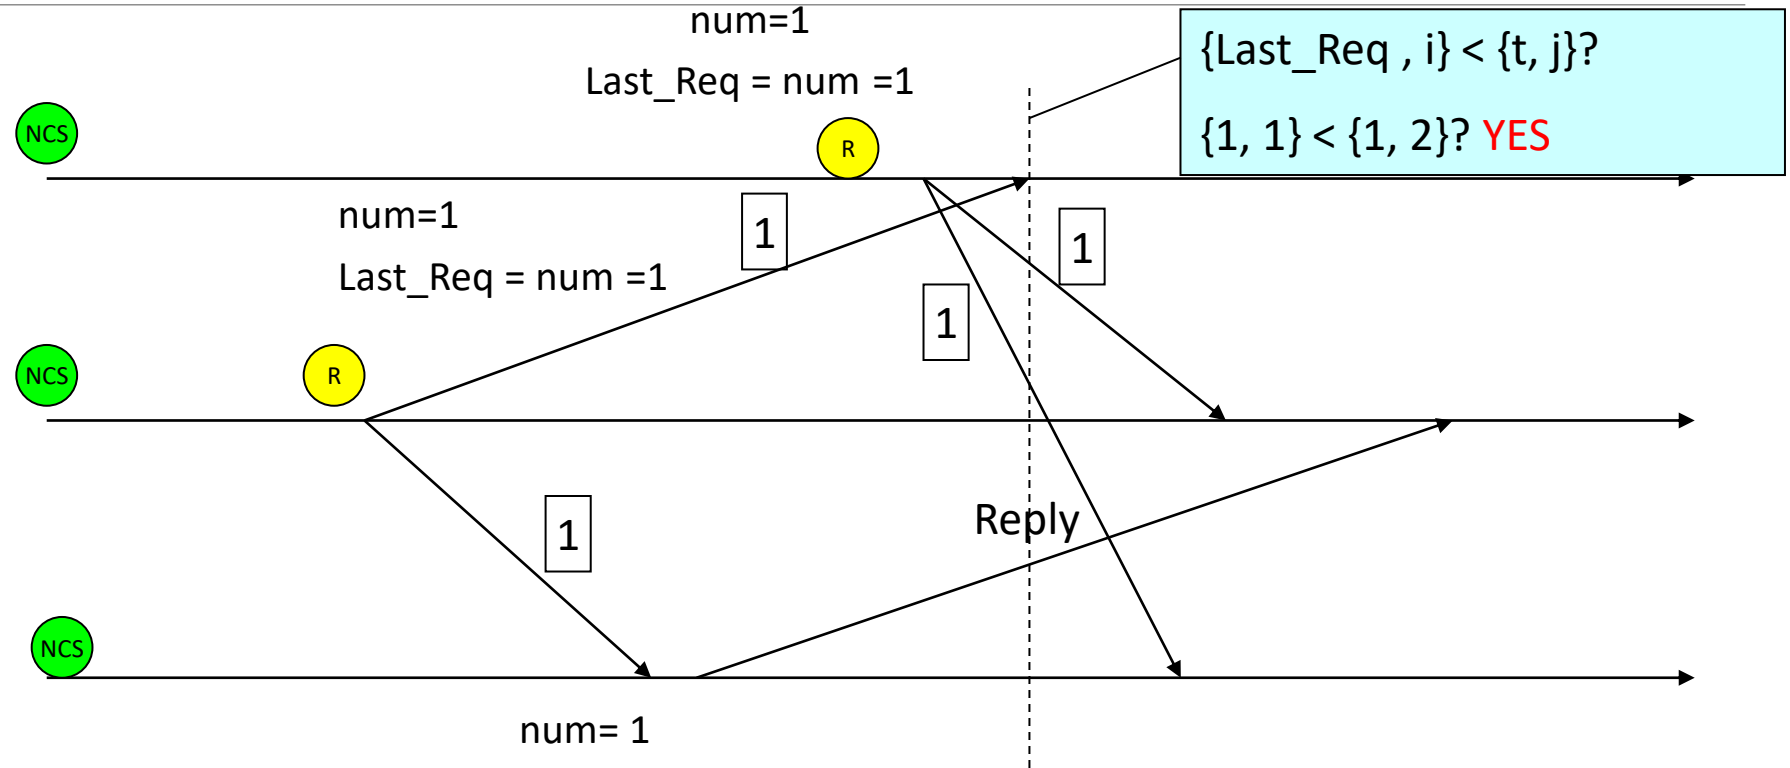 num=1
{Last_Req , i} < {t, j}?
Last_Req = num =1
{1, 1} < {1, 2}? YES
NCS
R
num=1
1
1
Last_Req = num =1
1
NCS
R
Reply
1
NCS
num= 1